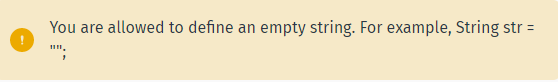 You are allowed to define an empty string. For example, String str =
"";